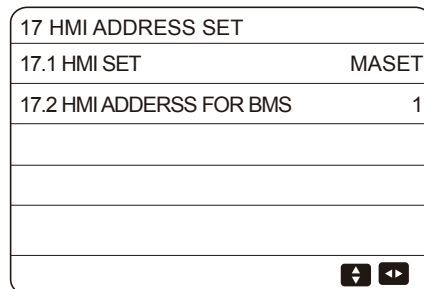 17 HMI ADDRESS SET
17.1 HMI SET MASET
17.2 HMI ADDERSS FOR BMS 1